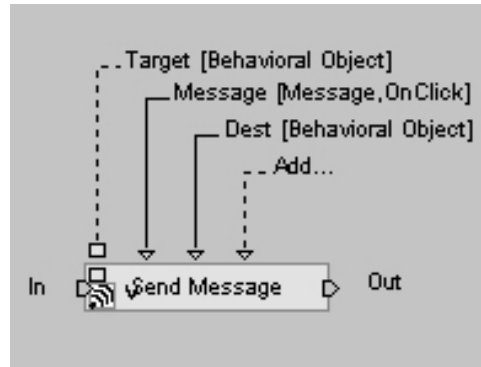 Target [Behavioral Object]
Message [Message,OnClick]
Dest [Behavioral Object]
Add...
In
Send Message
Out